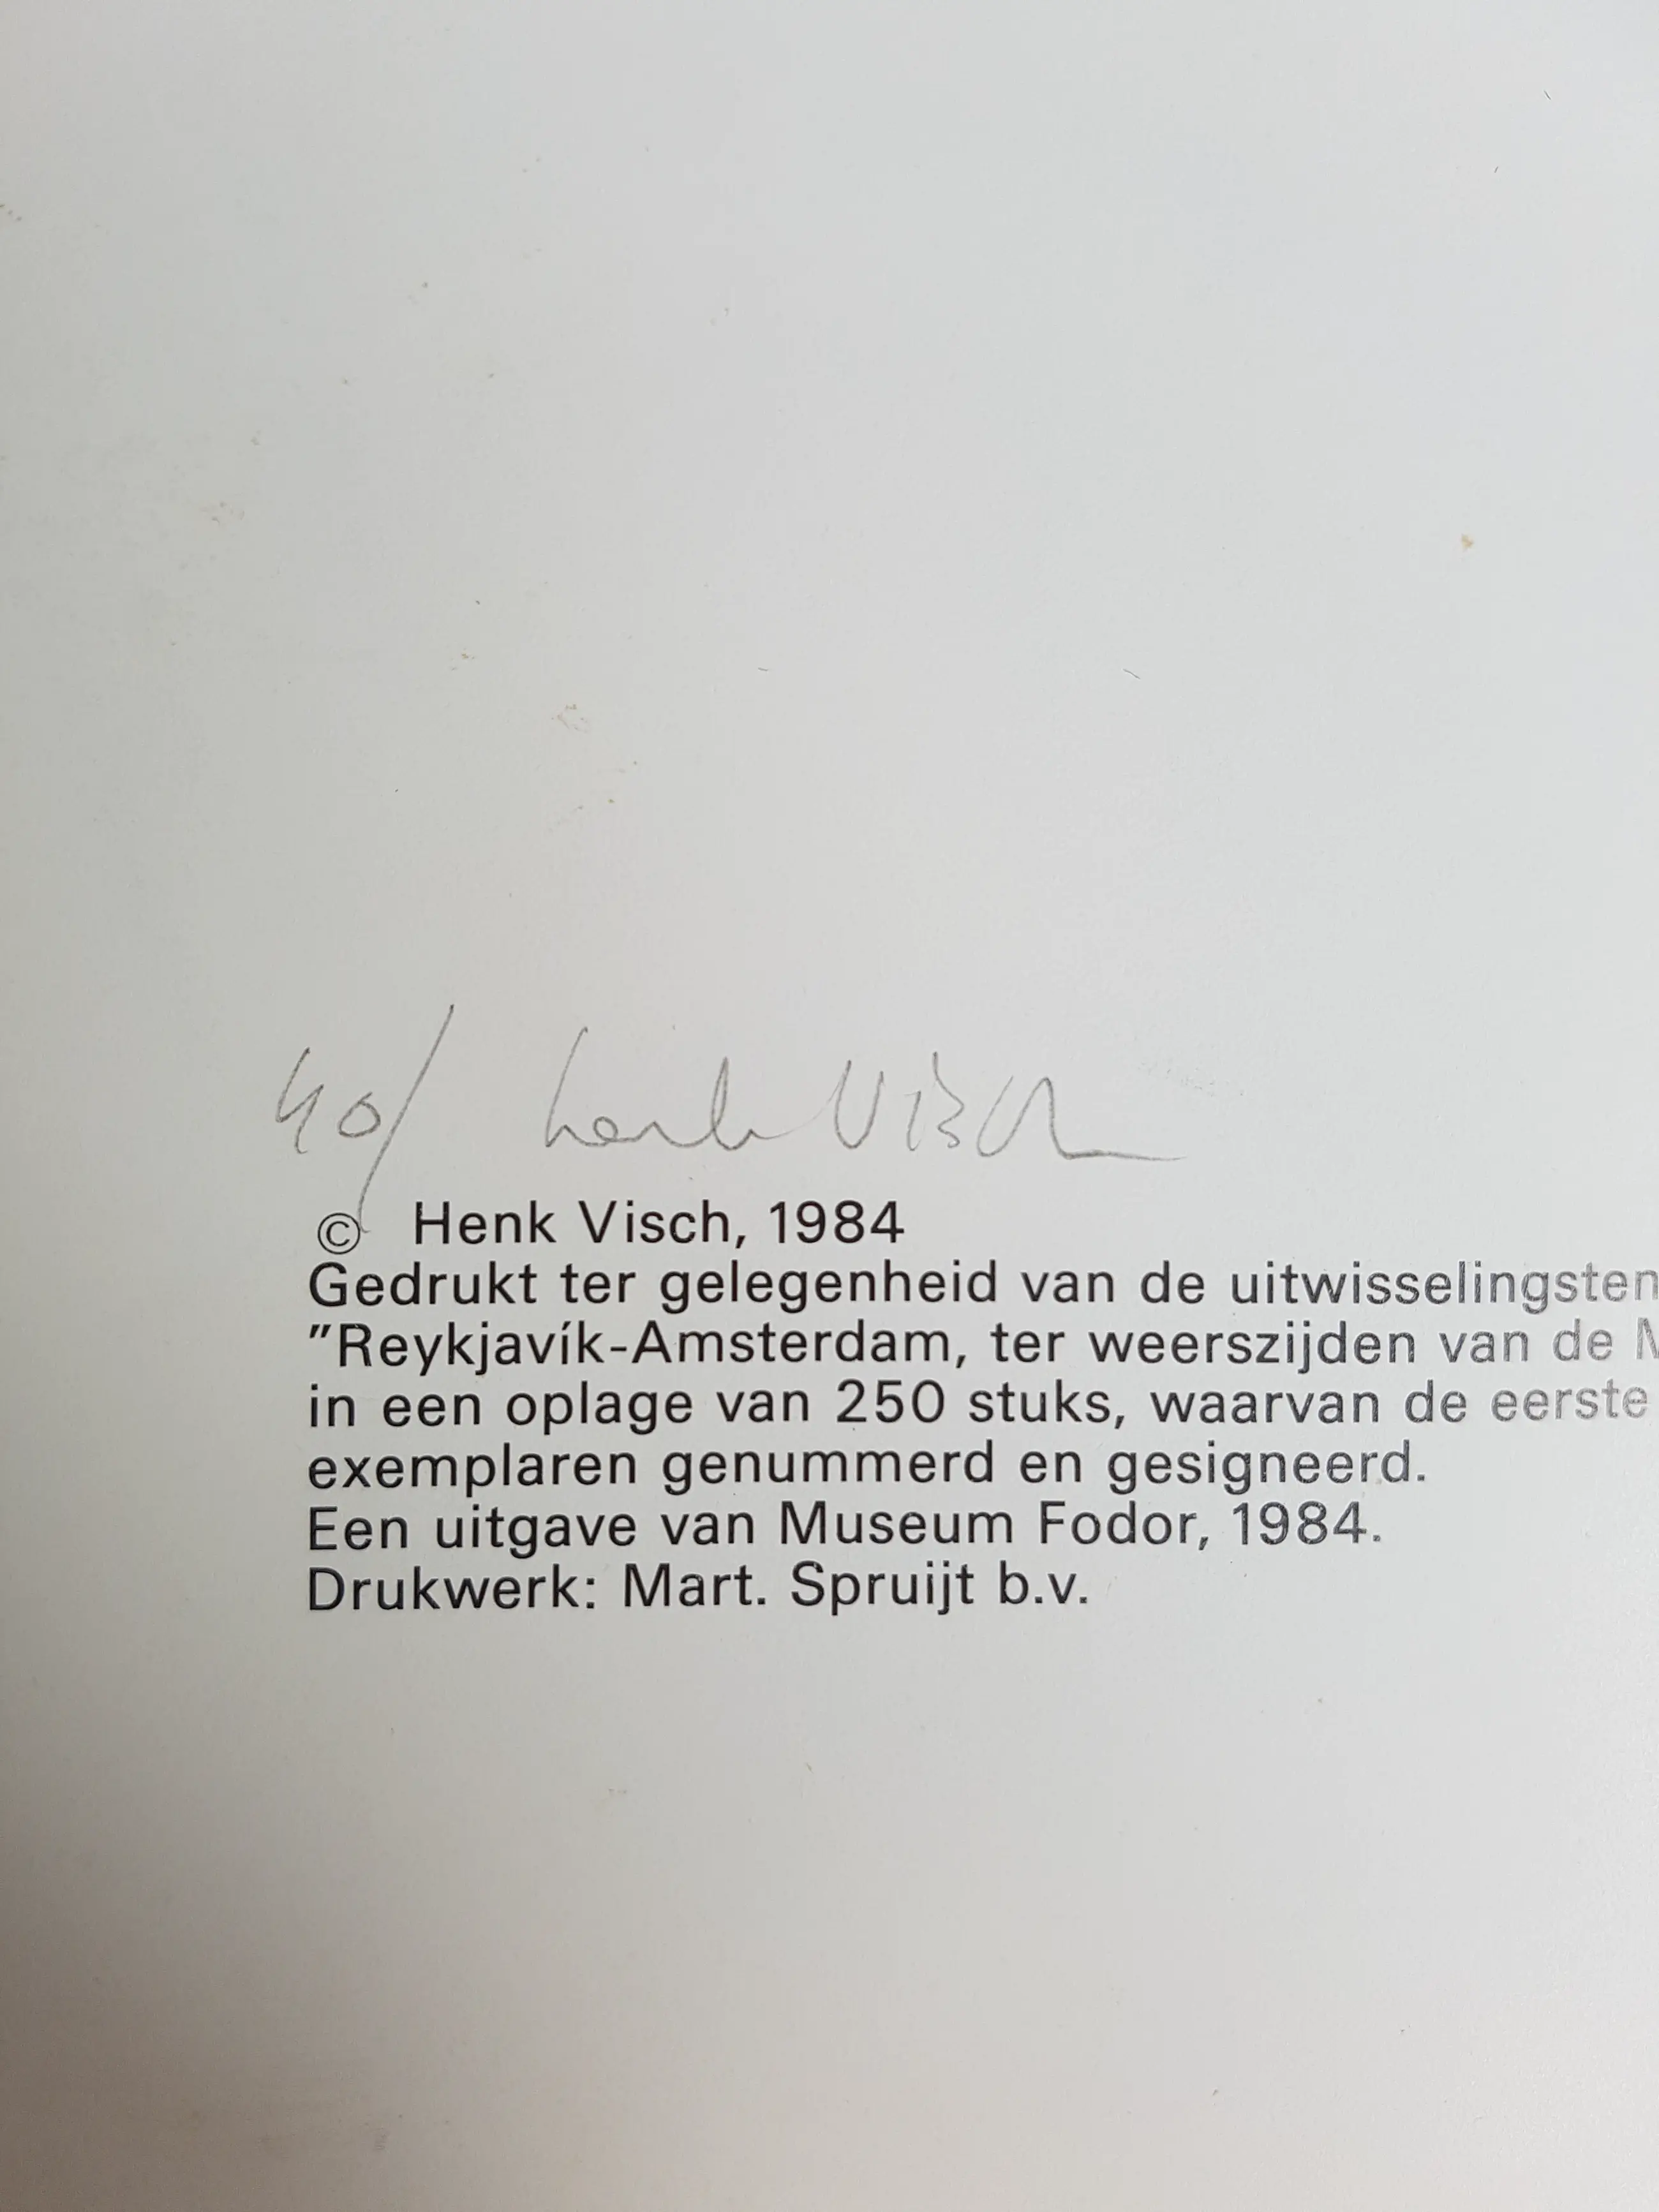 40/ henk Visch
© Henk Visch, 1984
Gedrukt ter gelegenheid van de uitwisselingsten
"Reykjavík-Amsterdam, ter weerszijden van de
in een oplage van 250 stuks, waarvan de eerste
exemplaren genummerd en gesigneerd.
Een uitgave van Museum Fodor, 1984.
Drukwerk: Mart. Spruijt b.v.